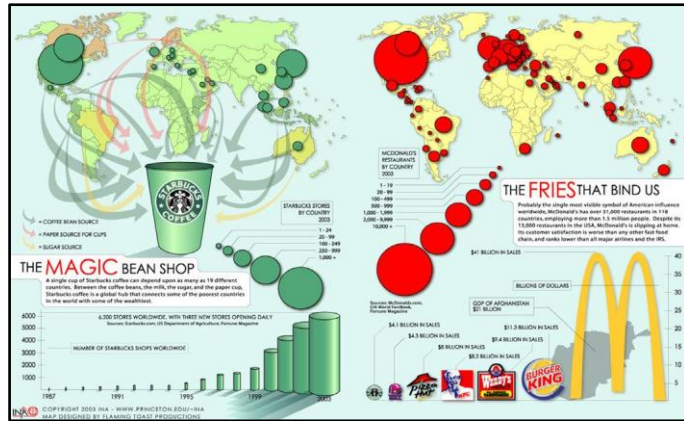 STARBUCKS
COFFEE
= COFFEE BEAN SOURCE
= PAPER SOURCE FOR CUPS
= SUGAR SOURCE
STARBUCKS STORES
BY COUNTRY
2003
1 - 24
25 - 99
100 - 249
250 - 999
1,000 +
THE MAGIC BEAN SHOP
A single cup of Starbucks coffee can depend upon as many as 19 different
countries. Between the coffee beans, the milk, the sugar, and the paper cup,
Starbucks coffee is a global hub that connects some of the poorest countries
in the world with some of the wealthiest.
6,200 STORES WORLDWIDE, WITH THREE NEW STORES OPENING DAILY
Sources: Starbucks.com, US Department of Agriculture, Fortune Magazine
NUMBER OF STARBUCKS SHOPS WORLDWIDE
6000
5000
4000
3000
2000
1000
0
1987
1991
1995
1999
2003
INA
COPYRIGHT 2003 INA - WWW.PRINCETON.EDU/~INA
MAP DESIGNED BY FLAMING TOAST PRODUCTIONS
MCDONALD'S
RESTAURANTS
BY COUNTRY
2003
1 - 19
20 - 99
100 - 499
500 - 999
1,000 - 1,999
2,000 - 9,999
10,000 +
THE FRIES THAT BIND US
Probably the single most visible symbol of American influence
worldwide, McDonald's has over 31,000 restaurants in 118
countries, employing more than 1.5 million people. Despite its
13,000 restaurants in the USA, McDonald's is slipping at home.
Its customer satisfaction is worse than any other fast food
chain, and ranks lower than all major airlines and the IRS.
Sources: McDonalds.com,
CIA World Factbook,
Fortune Magazine
$41 BILLION IN SALES
BILLIONS OF DOLLARS
GDP OF AFGHANISTAN
$21 BILLION
40
35
30
25
20
15
10
5
0
$4.1 BILLION IN SALES
$4.3 BILLION IN SALES
$8 BILLION IN SALES
$8.2 BILLION IN SALES
$9.4 BILLION IN SALES
$11.3 BILLION IN SALES
Pizza
Hut
KFC
WENDY'S
BURGER
KING